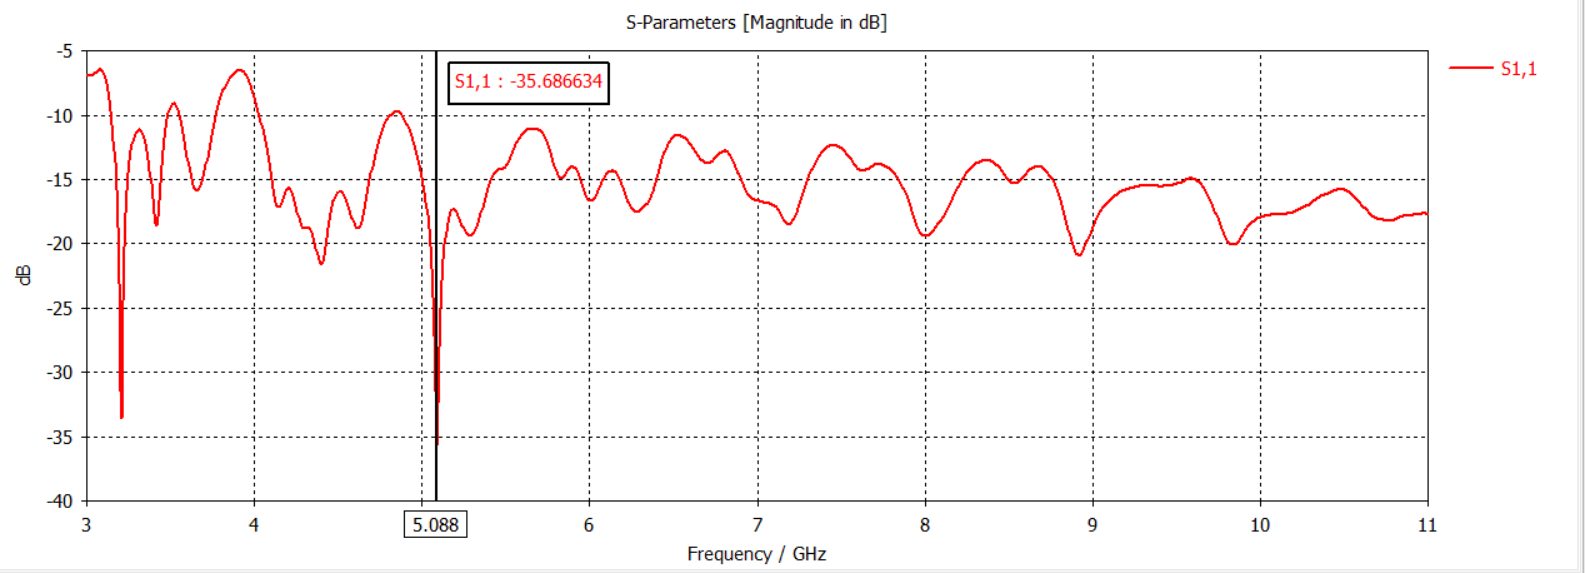 S-Parameters [Magnitude in dB]
-5
S1,1 : -35.686634
S1,1
-10
-15
-20
dB
-25
-30
-35
-40
3 4 5.088 6 7 8 9 10 11
Frequency / GHz